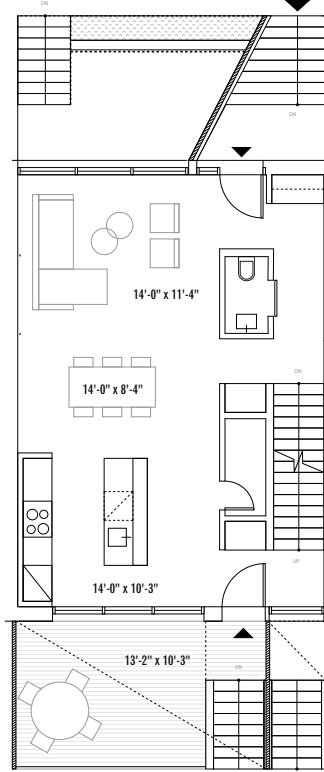 DN
DN
14'-0" x 11'-4"
DN
14'-0" x 8'-4"
14'-0" x 10'-3"
UP
13'-2" x 10'-3"
DN